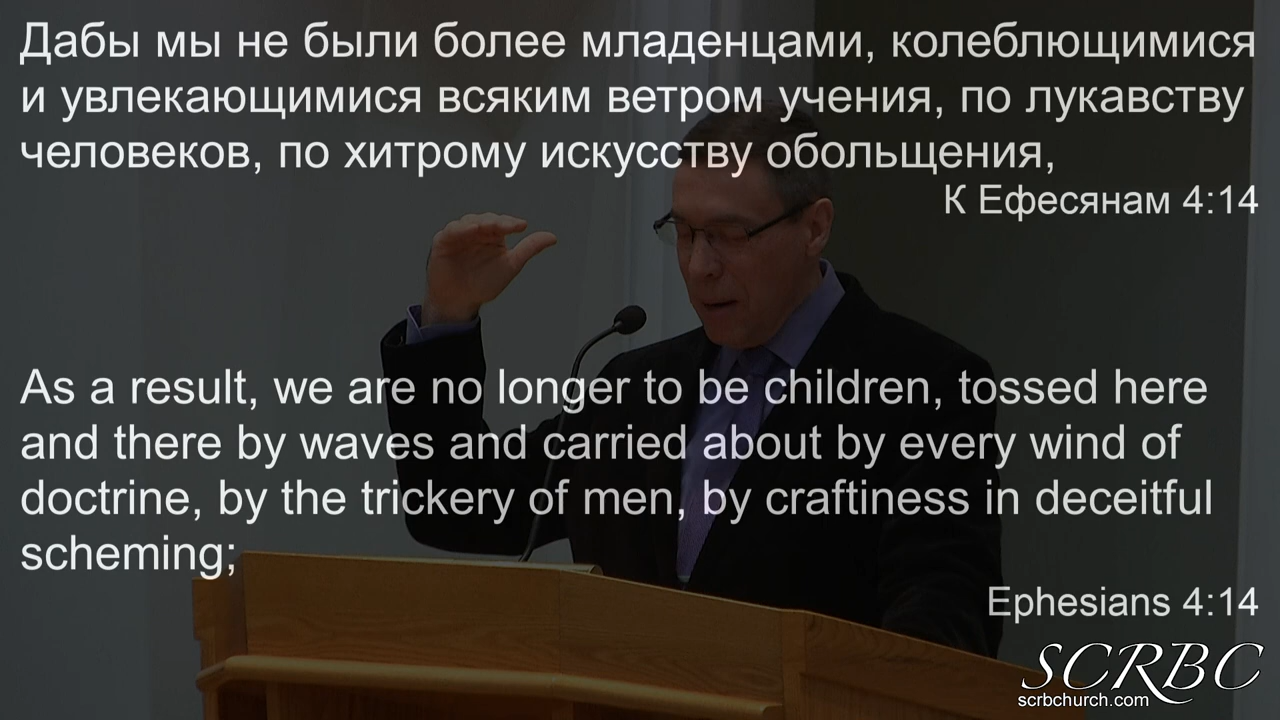 Дабы мы не были более младенцами, колеблющимися
и увлекающимися всяким ветром учения, по лукавству
человеков, по хитрому искусству обольщения,
К Ефесянам 4:14
As a result, we are no longer to be children, tossed here
and there by waves and carried about by every wind of
doctrine, by the trickery of men, by craftiness in deceitful
scheming;
Ephesians 4:14
SCRBC
scrbchurch.com